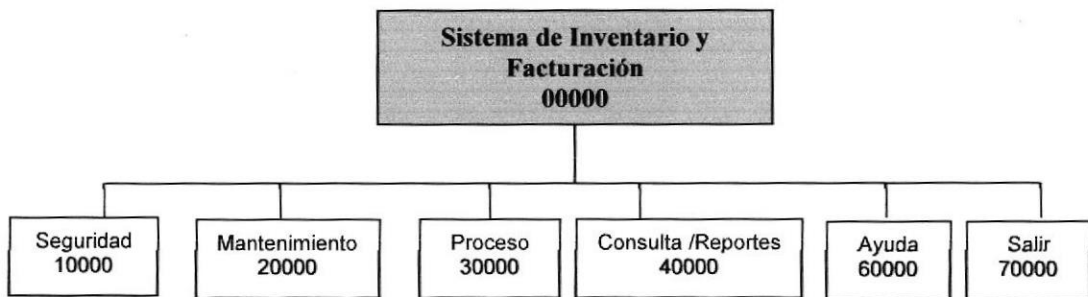 Sistema de Inventario y
Facturación
00000
Seguridad
10000
Mantenimiento
20000
Proceso
30000
Consulta /Reportes
40000
Ayuda
60000
Salir
70000